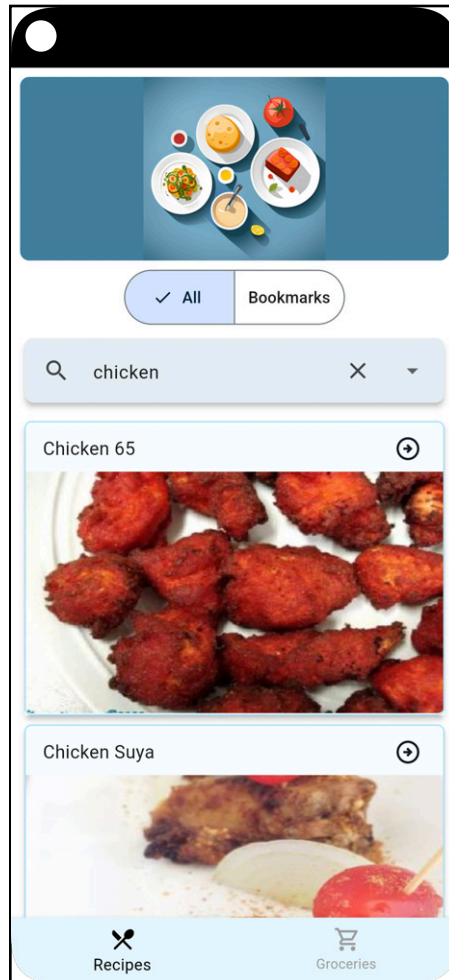 All
Bookmarks
chicken
Chicken 65
Chicken Suya
Recipes
Groceries